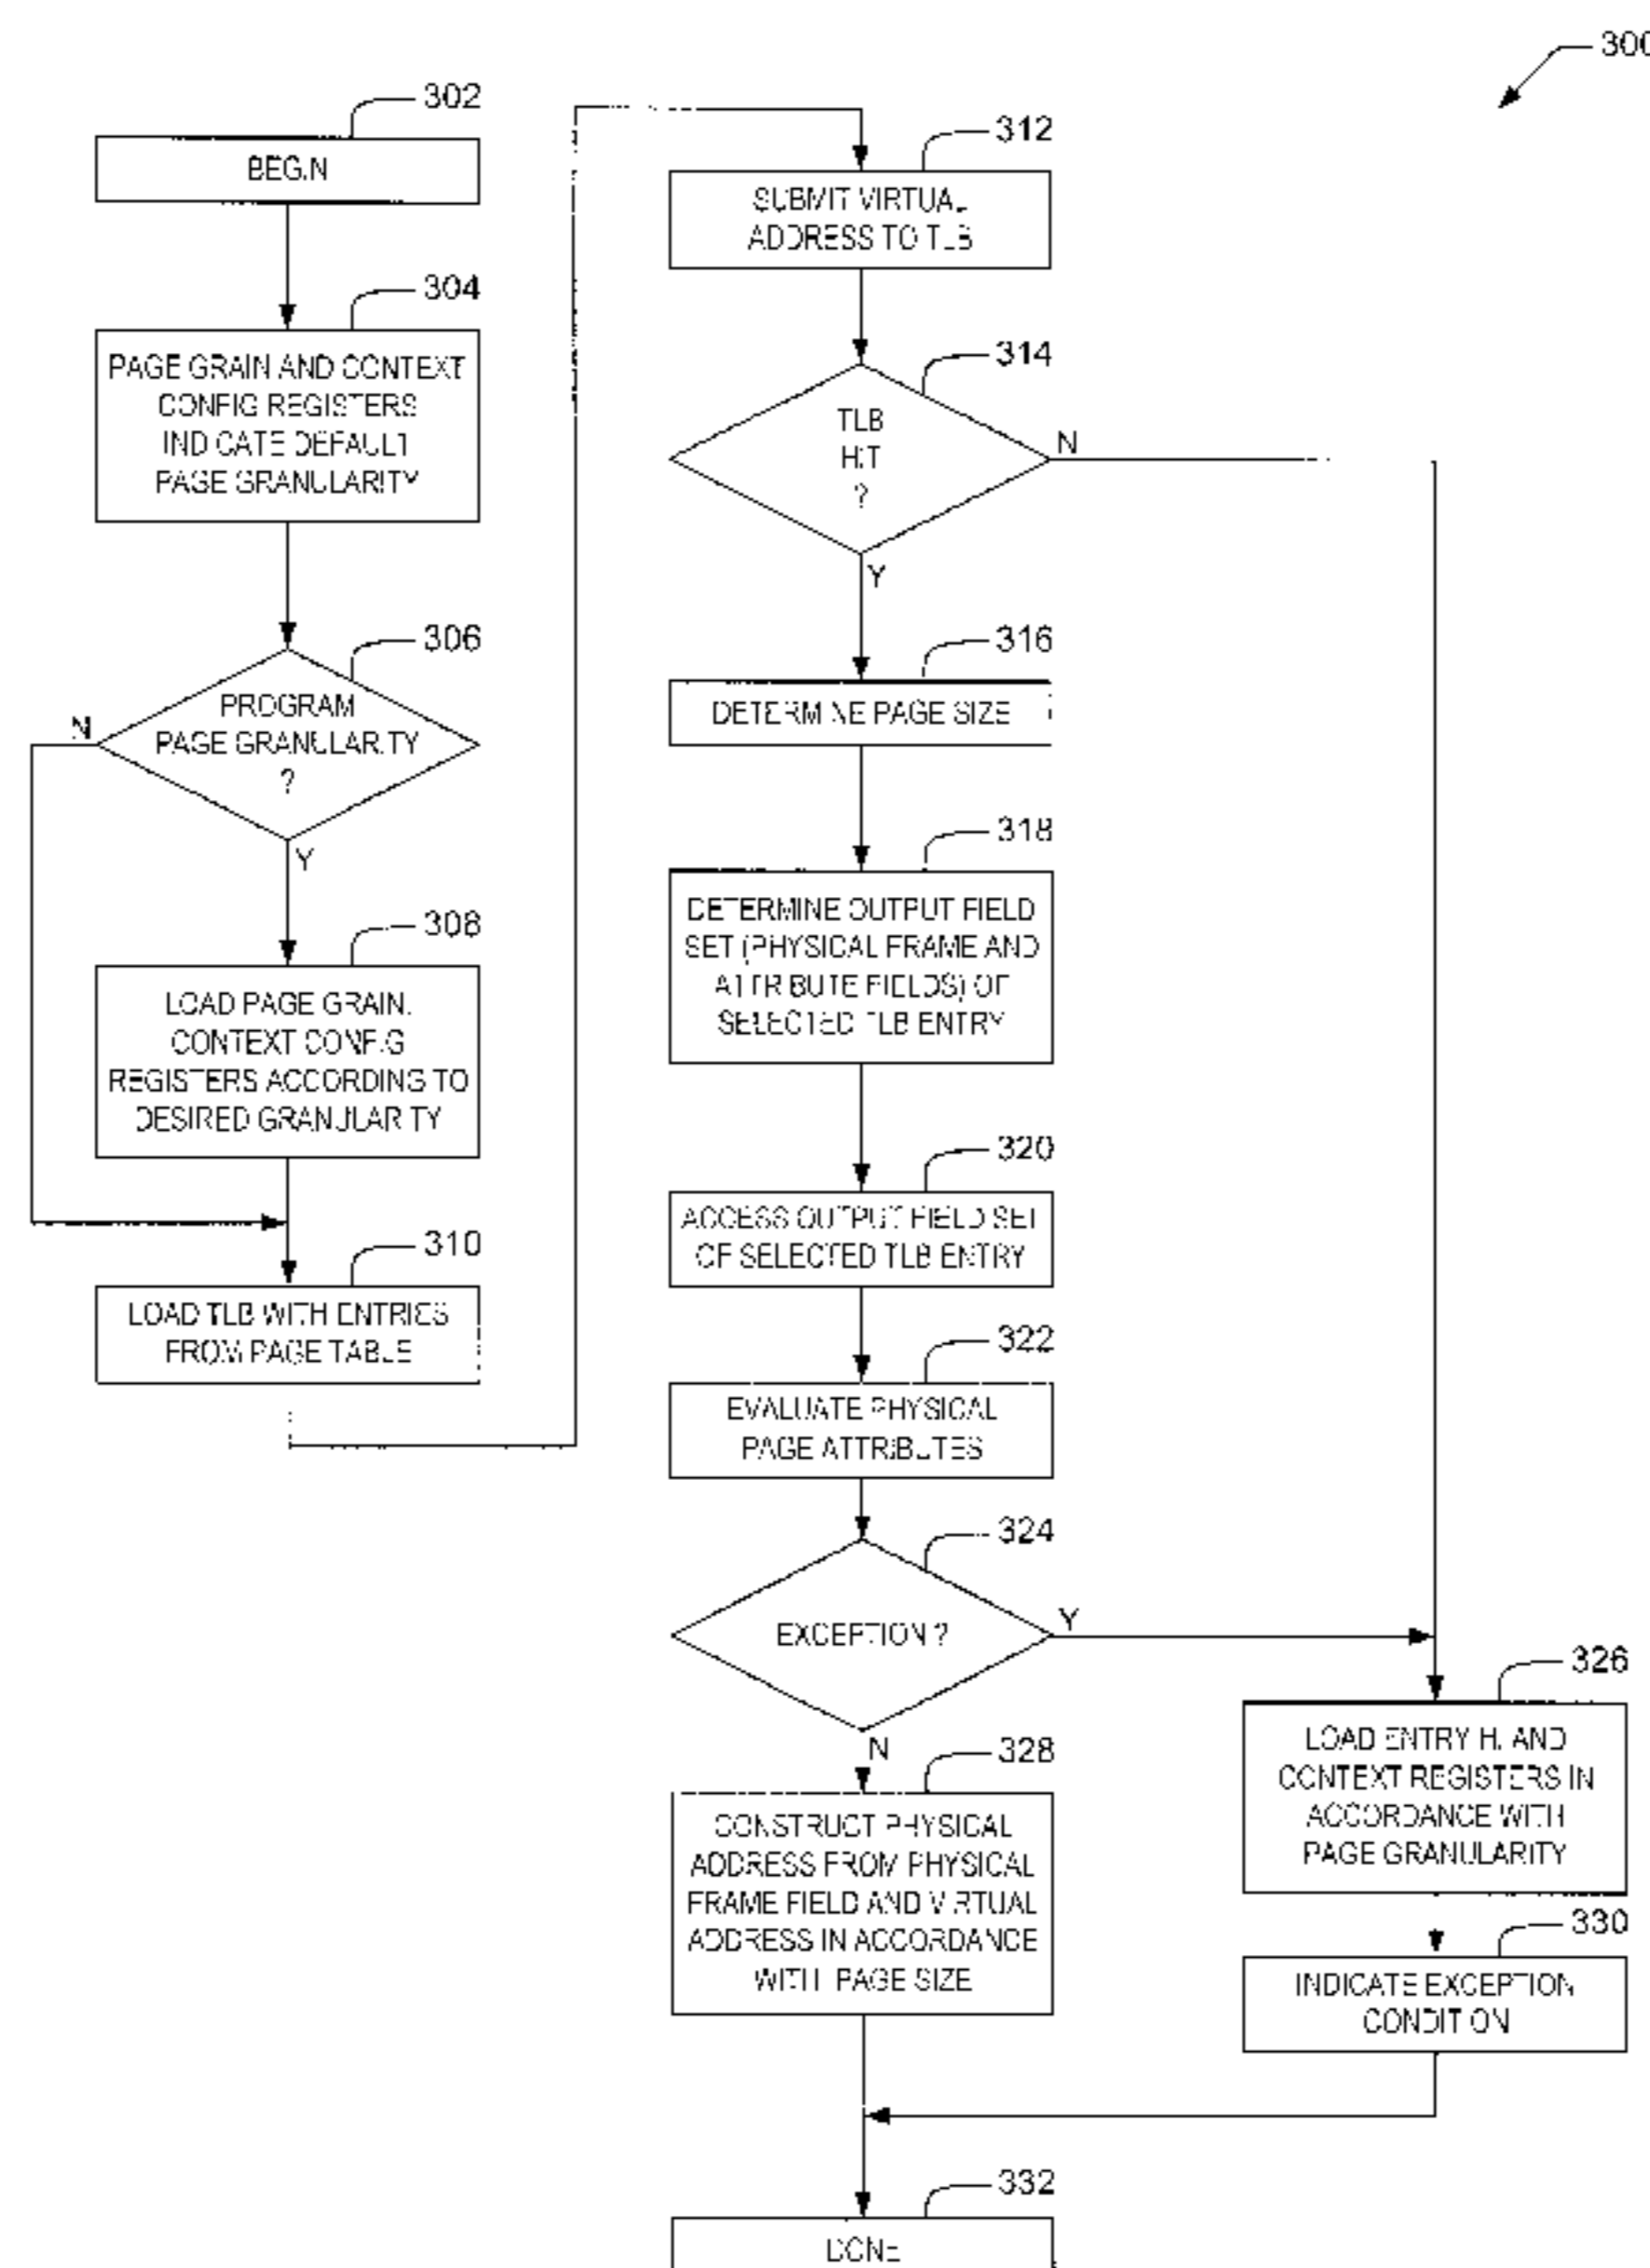 300
302
BEGIN
304
PAGE GRAIN AND CONTEXT
CONFIG REGISTERS
INDICATE DEFAULT
PAGE GRANULARITY
306
PROGRAM
PAGE GRANULARITY
?
N
Y
308
LOAD PAGE GRAIN,
CONTEXT CONFIG
REGISTERS ACCORDING TO
DESIRED GRANULARITY
310
LOAD TLB WITH ENTRIES
FROM PAGE TABLE
312
SUBMIT VIRTUAL
ADDRESS TO TLB
314
TLB
HIT
?
N
Y
316
DETERMINE PAGE SIZE
318
DETERMINE OUTPUT FIELD
SET (PHYSICAL FRAME AND
ATTRIBUTE FIELDS) OF
SELECTED TLB ENTRY
320
ACCESS OUTPUT FIELD SET
OF SELECTED TLB ENTRY
322
EVALUATE PHYSICAL
PAGE ATTRIBUTES
324
EXCEPTION ?
Y
N
326
LOAD ENTRY HI, AND
CONTEXT REGISTERS IN
ACCORDANCE WITH
PAGE GRANULARITY
328
CONSTRUCT PHYSICAL
ADDRESS FROM PHYSICAL
FRAME FIELD AND VIRTUAL
ADDRESS IN ACCORDANCE
WITH PAGE SIZE
330
INDICATE EXCEPTION
CONDITION
332
DONE